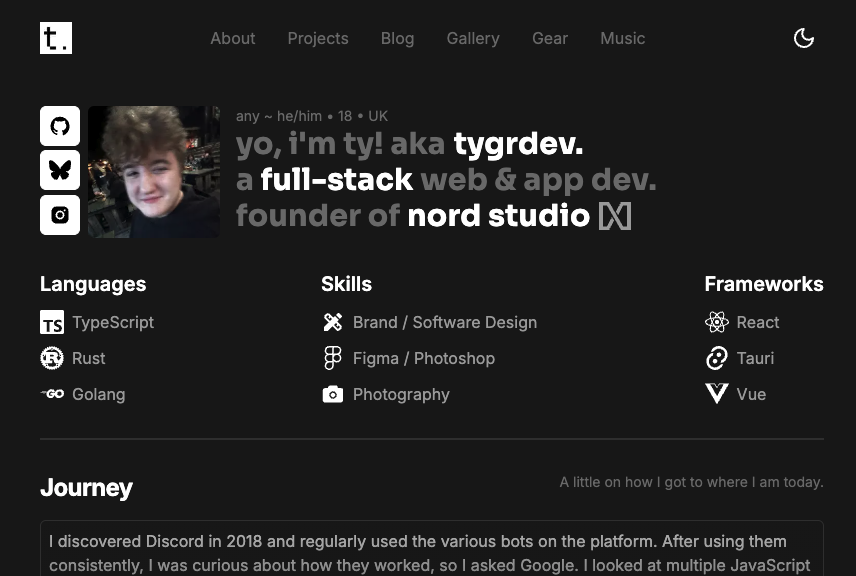 t.
About Projects Blog Gallery Gear Music
any ~ he/him • 18 • UK
yo, i'm ty! aka tygrdev.
a full-stack web & app dev.
founder of nord studio
Languages
TS TypeScript
R Rust
GO Golang
Skills
Brand / Software Design
Figma / Photoshop
Photography
Frameworks
React
Tauri
Vue
Journey
A little on how I got to where I am today.
I discovered Discord in 2018 and regularly used the various bots on the platform. After using them
consistently, I was curious about how they worked, so I asked Google. I looked at multiple JavaScript